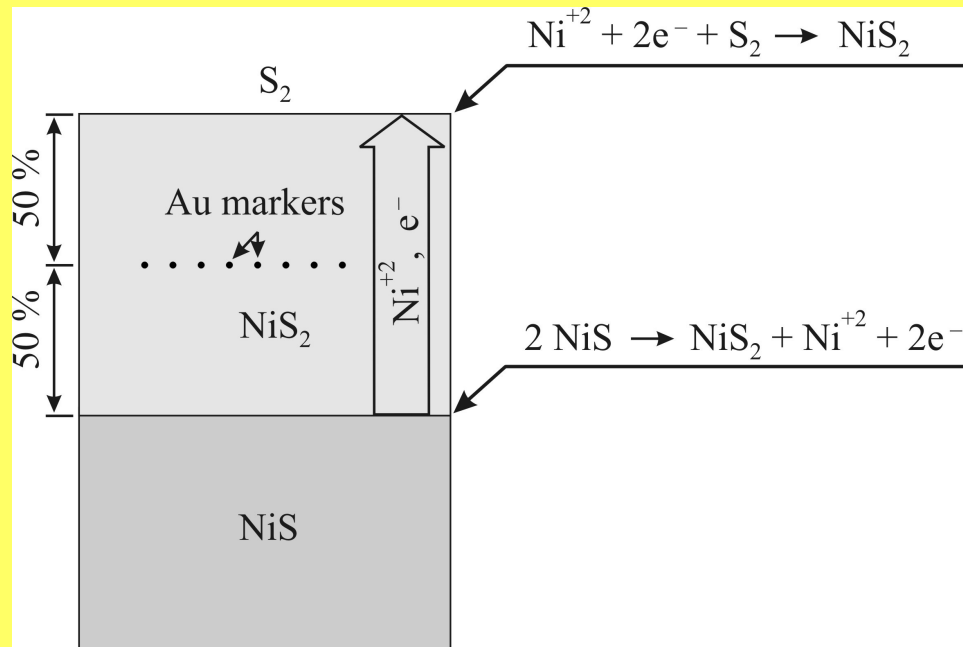 Ni⁺² + 2e⁻ + S₂ → NiS₂
S₂
50 %
Au markers
Ni⁺² , e⁻
NiS₂
50 %
2 NiS → NiS₂ + Ni⁺² + 2e⁻
NiS